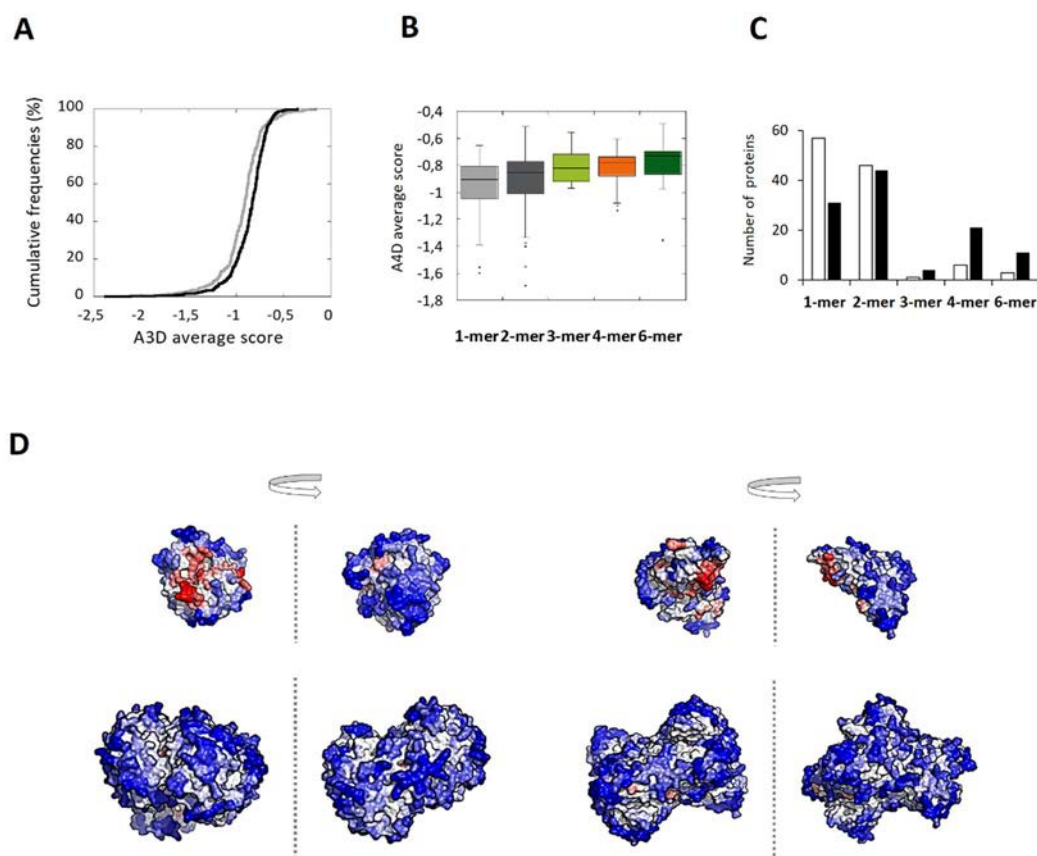 A
B
C
Cumulative frequencies (%)
100
80
60
40
20
0
-2,5
-2
-1,5
-1
-0,5
0
A3D average score
A4D average score
-0,4
-0,6
-0,8
-1
-1,2
-1,4
-1,6
-1,8
1-mer 2-mer 3-mer 4-mer 6-mer
Number of proteins
60
40
20
0
1-mer 2-mer 3-mer 4-mer 6-mer
D